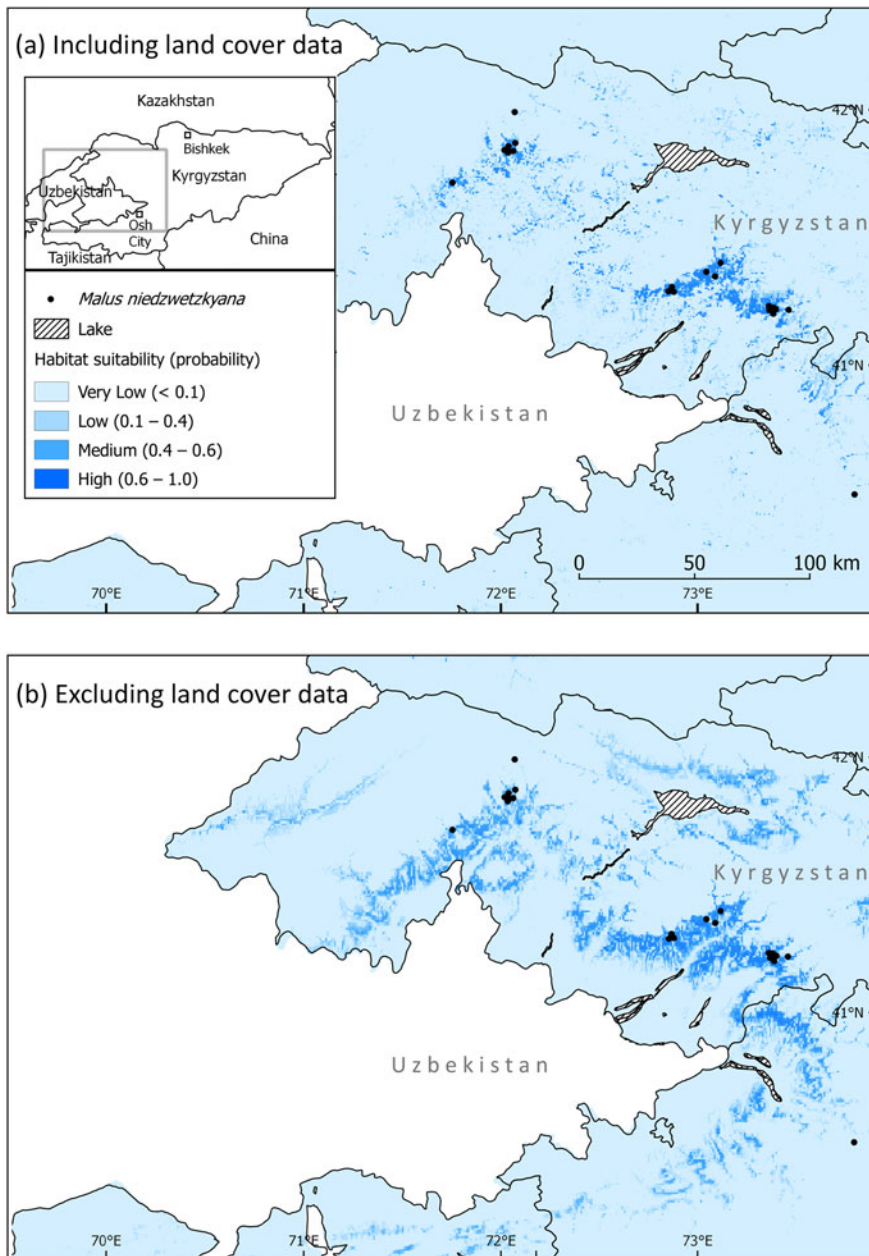 (a) Including land cover data
Kazakhstan
Bishkek
Kyrgyzstan
Uzbekistan
Osh
City
China
Tajikistan
Malus niedzwetzkyana
Lake
Habitat suitability (probability)
Very Low (< 0.1)
Low (0.1 – 0.4)
Medium (0.4 – 0.6)
High (0.6 – 1.0)
42°N
Kyrgyzstan
41°N
Uzbekistan
0 50 100 km
70°E 71°E 72°E 73°E
(b) Excluding land cover data
42°N
Kyrgyzstan
41°N
Uzbekistan
70°E 71°E 72°E 73°E